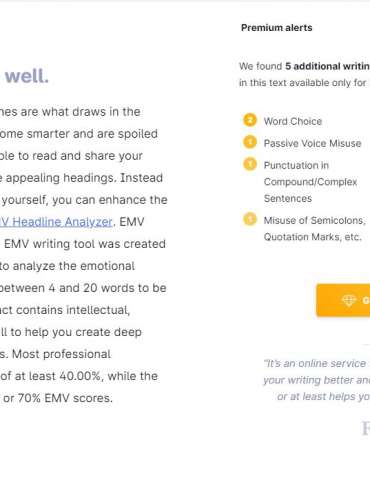 well.
nes are what draws in the
ome smarter and are spoiled
ble to read and share your
e appealing headings. Instead
yourself, you can enhance the
MV Headline Analyzer. EMV
EMV writing tool was created
to analyze the emotional
between 4 and 20 words to be
act contains intellectual,
ll to help you create deep
s. Most professional
of at least 40.00%, while the
or 70% EMV scores.
Premium alerts
We found 5 additional writin
in this text available only for
2 Word Choice
1 Passive Voice Misuse
1 Punctuation in
Compound/Complex
Sentences
1 Misuse of Semicolons,
Quotation Marks, etc.
G
“It’s an online service
your writing better and
or at least helps you
F